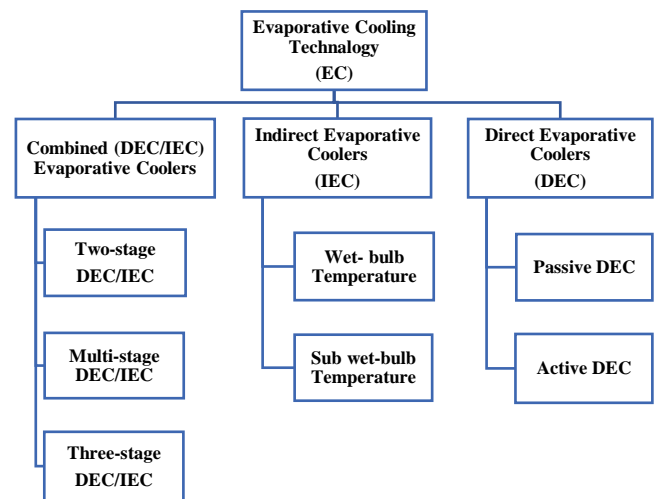 Evaporative Cooling
Technalogy
(EC)
Combined (DEC/IEC)
Evaporative Coolers
Indirect Evaporative
Coolers
(IEC)
Direct Evaporative
Coolers
(DEC)
Two-stage
DEC/IEC
Multi-stage
DEC/IEC
Three-stage
DEC/IEC
Wet- bulb
Temperature
Sub wet-bulb
Temperature
Passive DEC
Active DEC